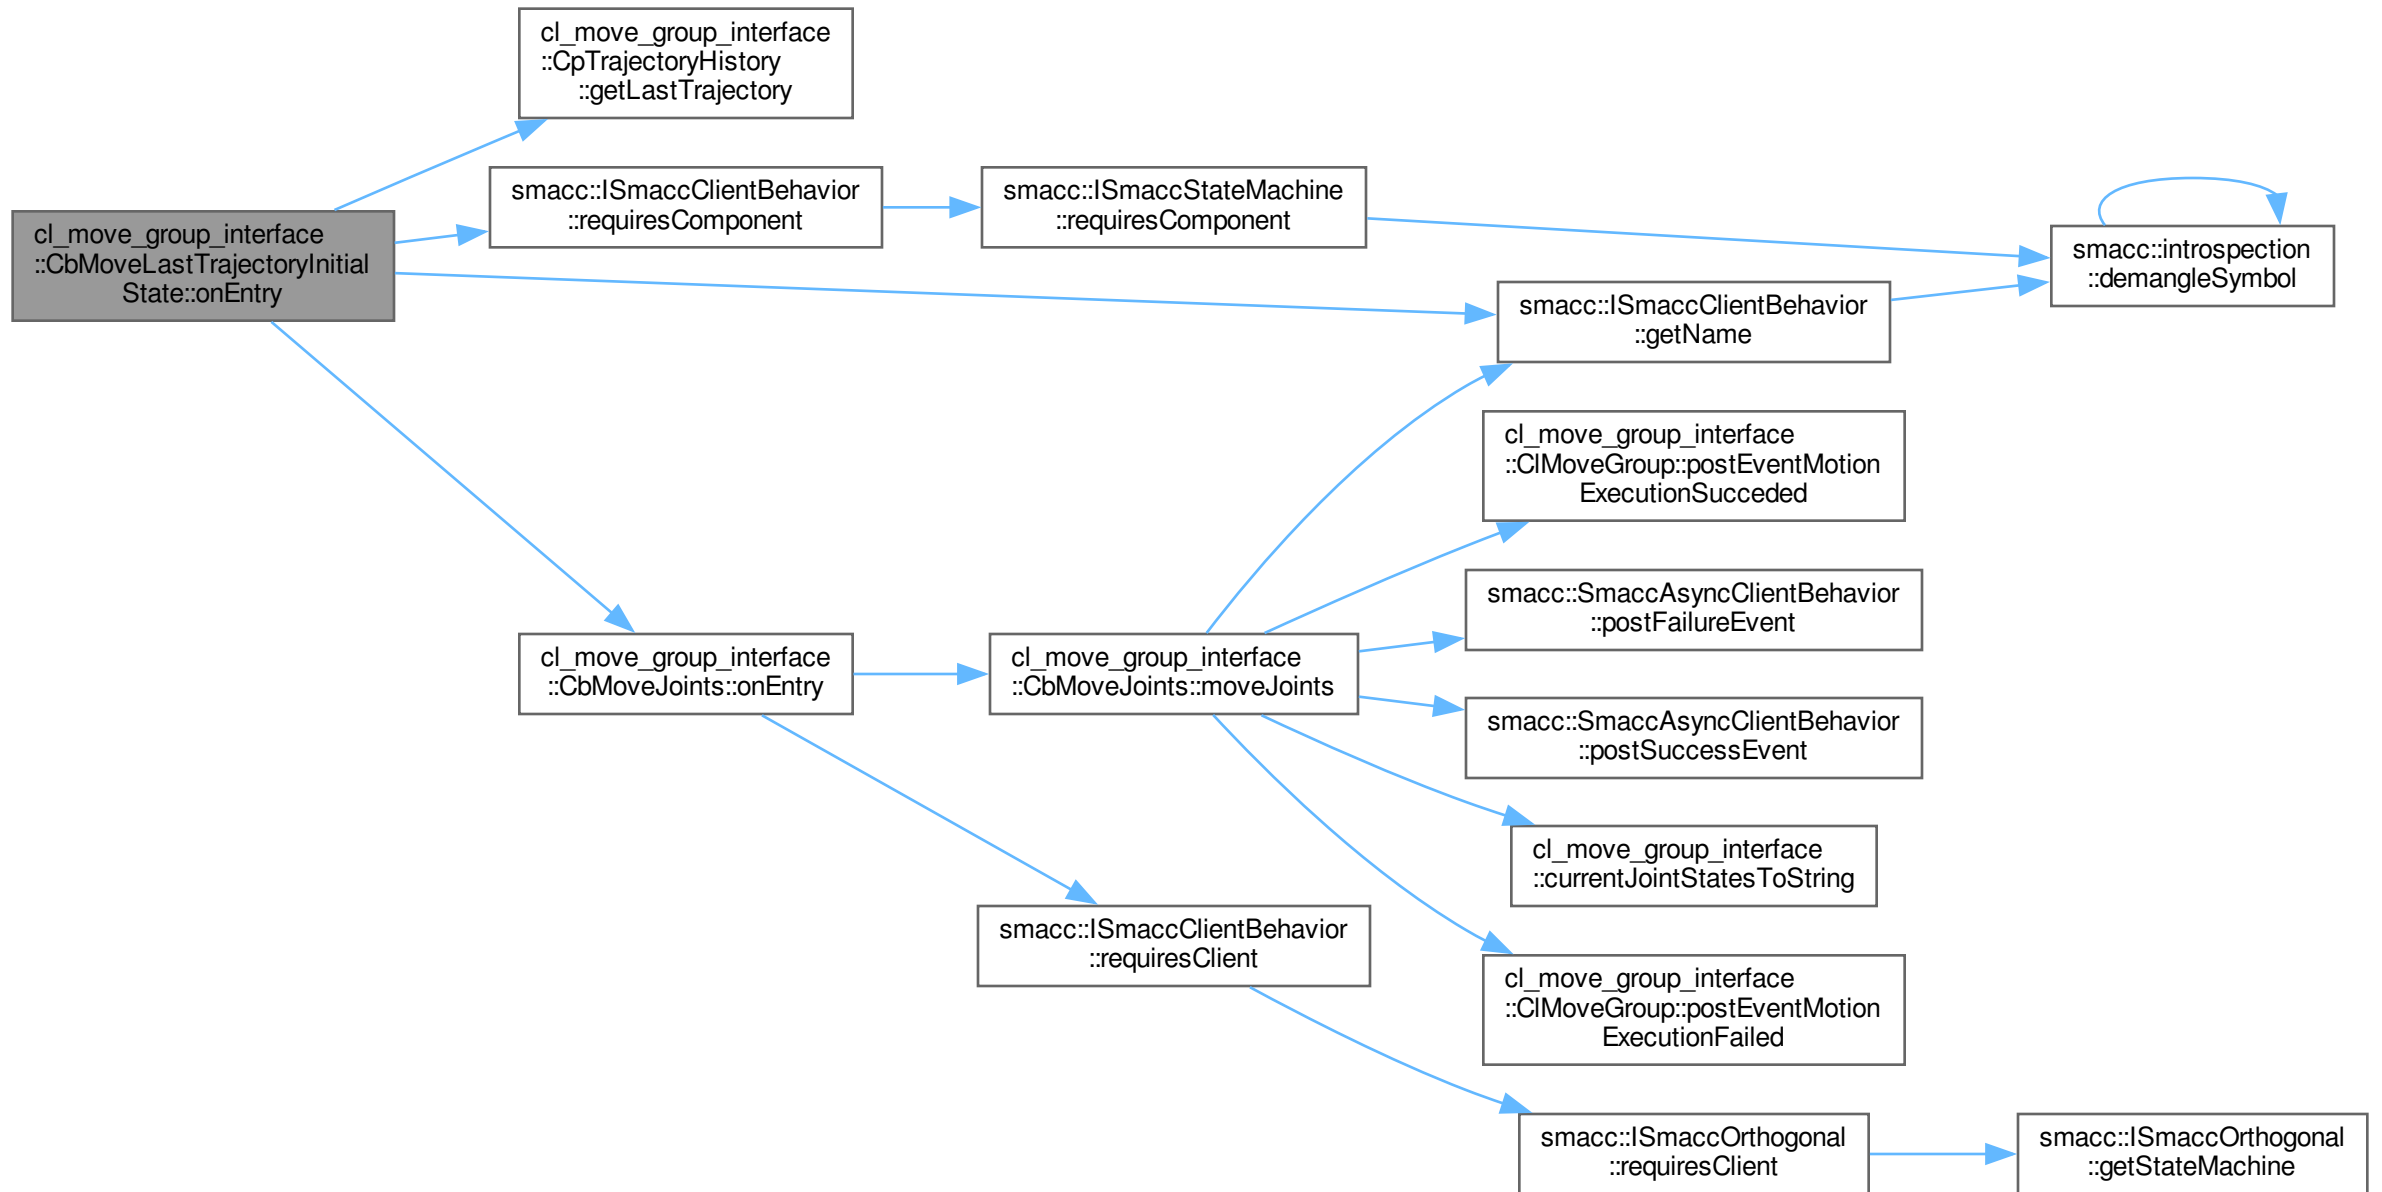 cl_move_group_interface
::CpTrajectoryHistory
::getLastTrajectory
smacc::ISmaccClientBehavior
::requiresComponent
smacc::ISmaccStateMachine
::requiresComponent
cl_move_group_interface
::CbMoveLastTrajectoryInitial
State::onEntry
smacc::introspection
::demangleSymbol
smacc::ISmaccClientBehavior
::getName
cl_move_group_interface
::ClMoveGroup::postEventMotion
ExecutionSucceded
smacc::SmaccAsyncClientBehavior
::postFailureEvent
cl_move_group_interface
::CbMoveJoints::onEntry
cl_move_group_interface
::CbMoveJoints::moveJoints
smacc::SmaccAsyncClientBehavior
::postSuccessEvent
cl_move_group_interface
::currentJointStatesToString
smacc::ISmaccClientBehavior
::requiresClient
cl_move_group_interface
::ClMoveGroup::postEventMotion
ExecutionFailed
smacc::ISmaccOrthogonal
::requiresClient
smacc::ISmaccOrthogonal
::getStateMachine